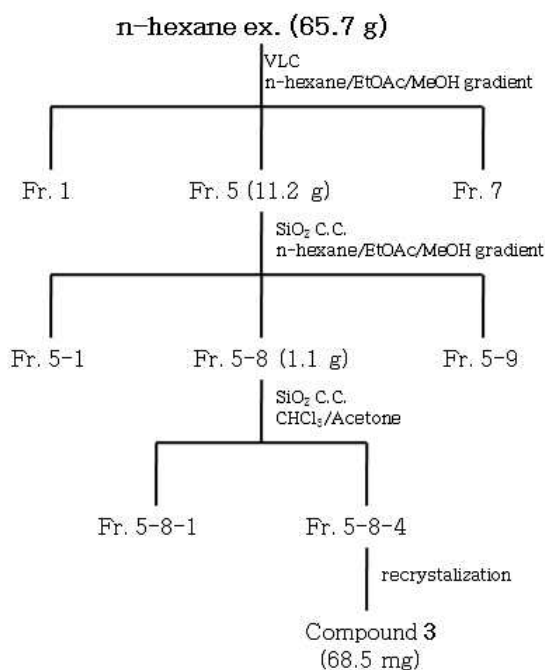 n-hexane ex. (65.7 g)
VLC
n-hexane/EtOAc/MeOH gradient
Fr. 1
Fr. 5 (11.2 g)
Fr. 7
SiO₂ C.C.
n-hexane/EtOAc/MeOH gradient
Fr. 5-1
Fr. 5-8 (1.1 g)
Fr. 5-9
SiO₂ C.C.
CHCl₃/Acetone
Fr. 5-8-1
Fr. 5-8-4
recrystalization
Compound 3
(68.5 mg)